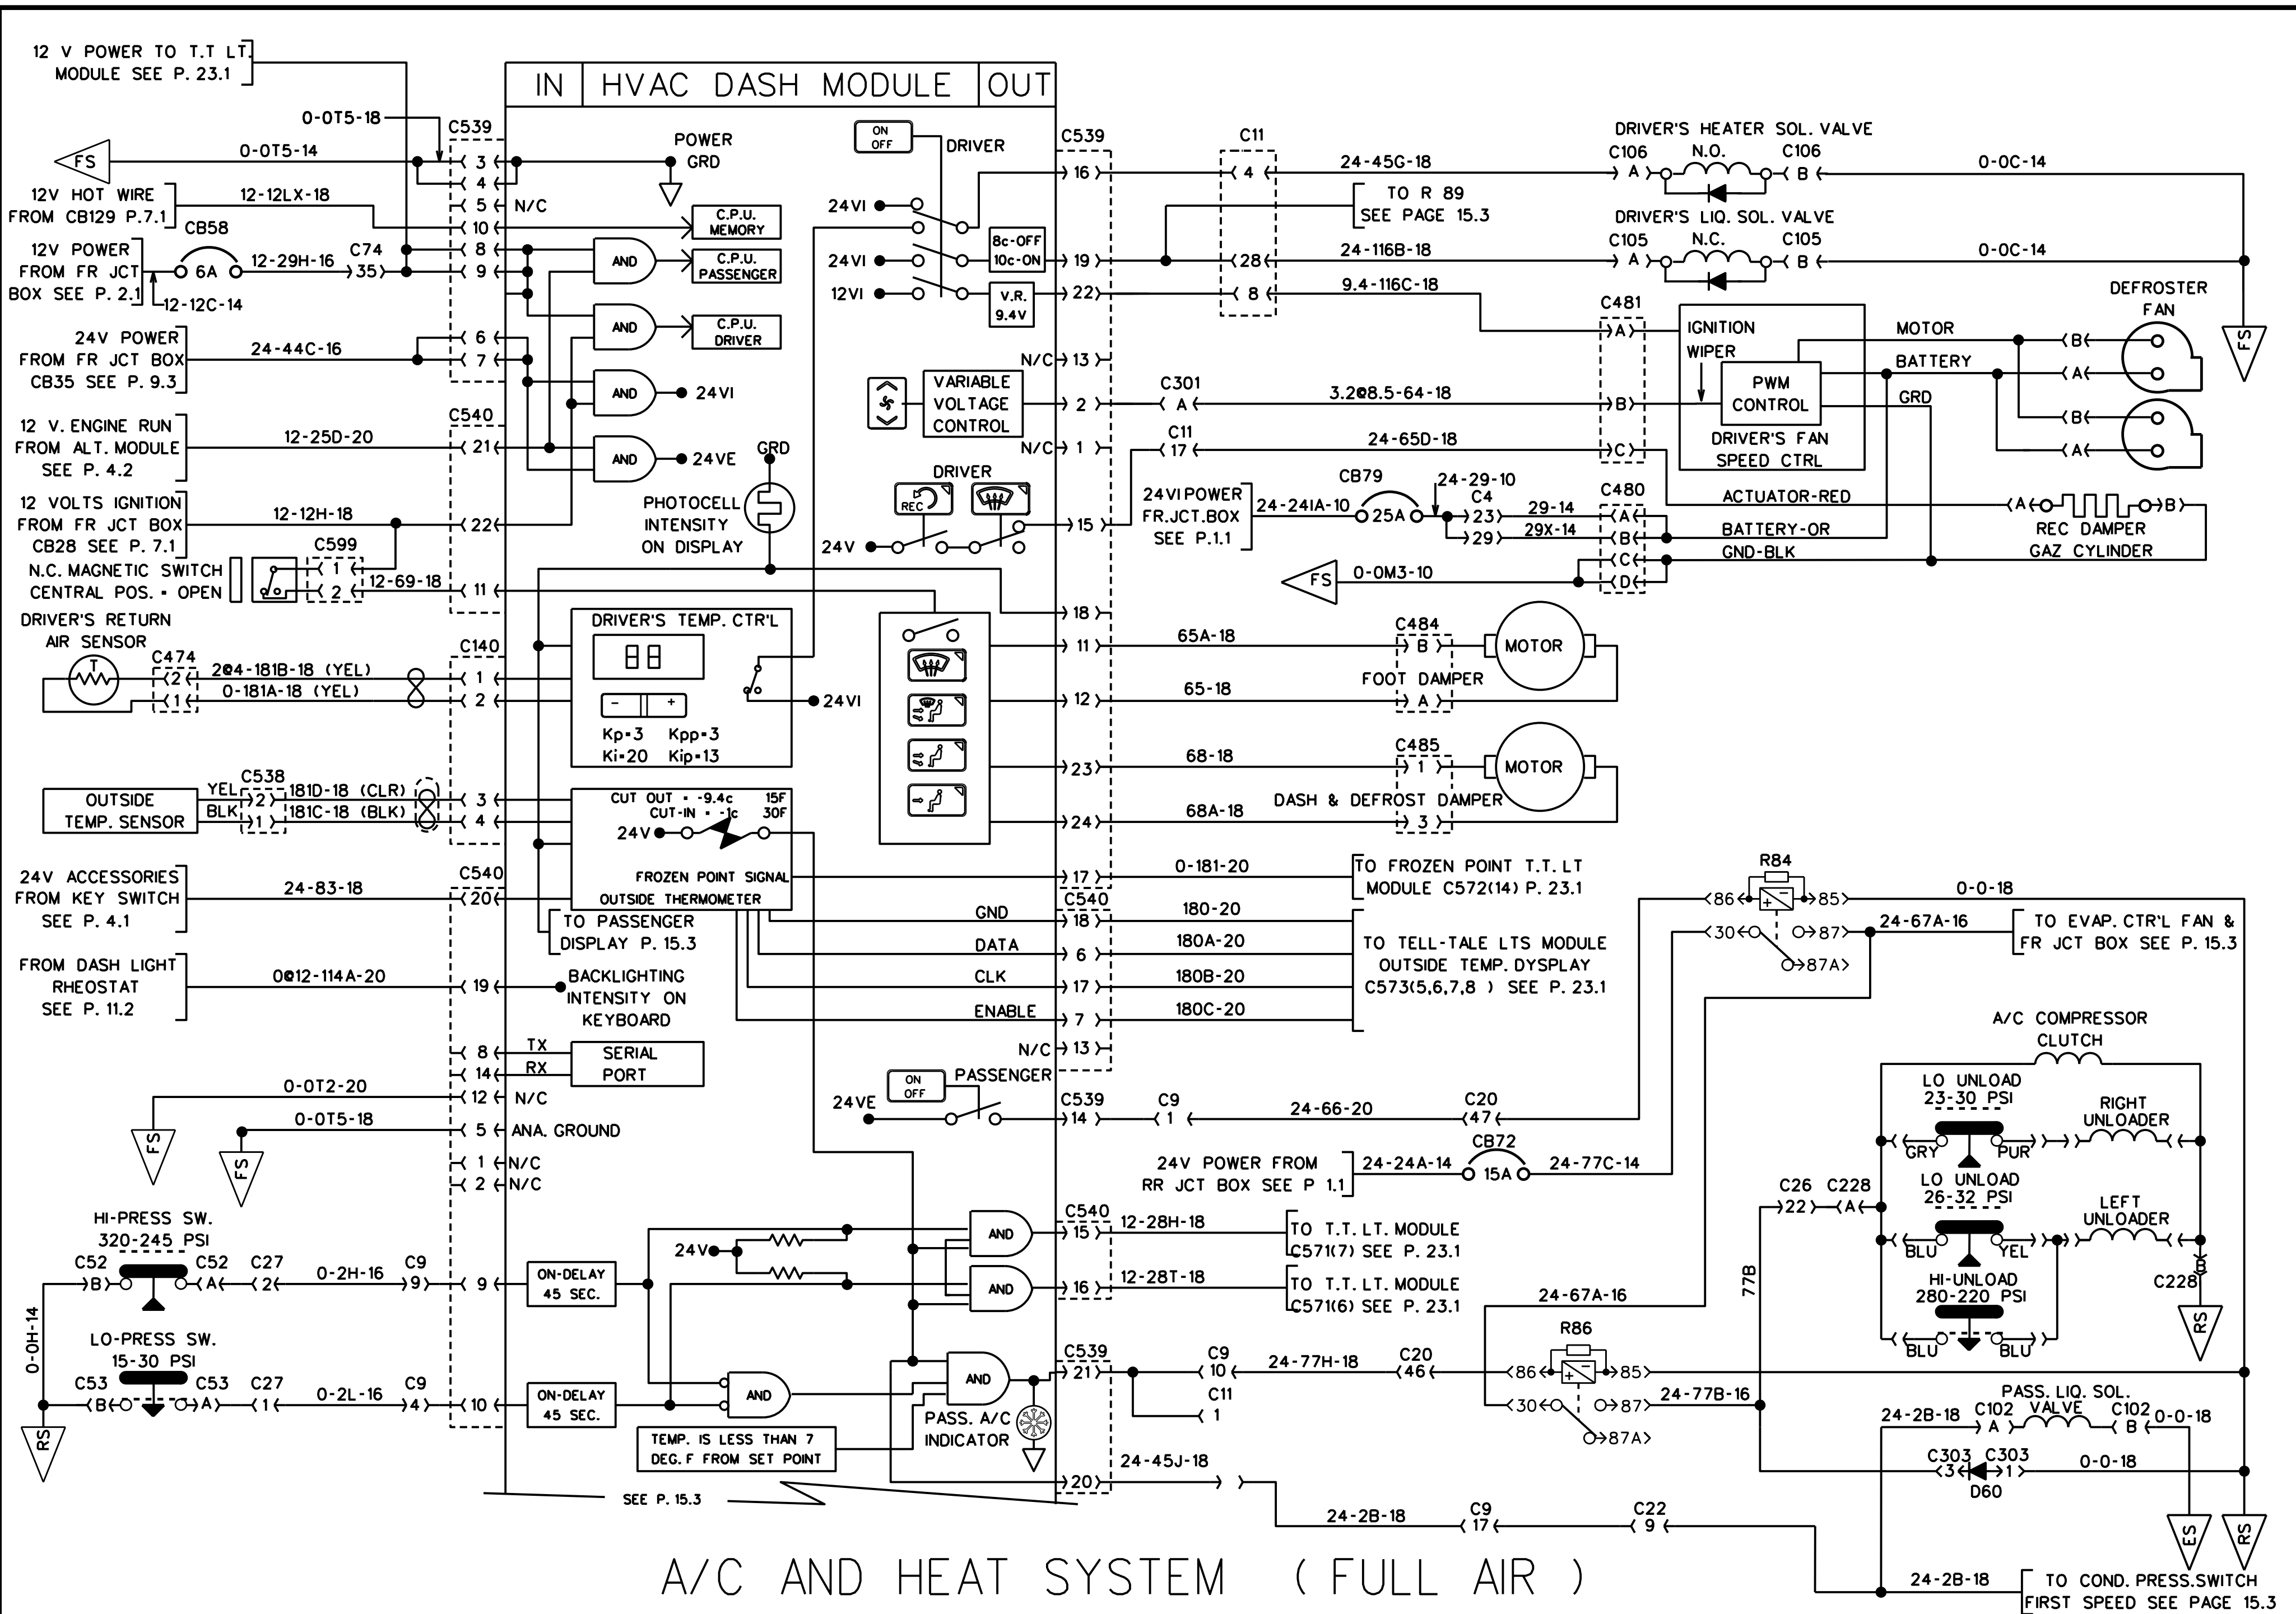 12 V POWER TO T.T LT.
MODULE SEE P. 23.1
IN
HVAC DASH MODULE
OUT
0-0T5-18
C539
FS
0-0T5-14
3
4
POWER
GRD
12V HOT WIRE
FROM CB129 P.7.1
12-12LX-18
5
N/C
10
C.P.U.
MEMORY
CB58
12V POWER
FROM FR JCT
BOX SEE P. 2.1
6A
12-29H-16
C74
35
8
9
12-12C-14
AND
C.P.U.
PASSENGER
AND
C.P.U.
DRIVER
24V POWER
FROM FR JCT BOX
CB35 SEE P. 9.3
24-44C-16
6
7
AND
24VI
12 V. ENGINE RUN
FROM ALT. MODULE
SEE P. 4.2
12-25D-20
C540
21
AND
24VE
GRD
12 VOLTS IGNITION
FROM FR JCT BOX
CB28 SEE P. 7.1
12-12H-18
22
PHOTOCELL
INTENSITY
ON DISPLAY
C599
N.C. MAGNETIC SWITCH
CENTRAL POS. = OPEN
1
2
12-69-18
11
DRIVER'S RETURN
AIR SENSOR
T
C474
2
1
2@4-181B-18 (YEL)
0-181A-18 (YEL)
C140
1
2
DRIVER'S TEMP. CTR'L
- +
Kp=3 Kpp=3
Ki=20 Kip=13
24VI
OUTSIDE
TEMP. SENSOR
YEL
BLK
C538
2
1
181D-18 (CLR)
181C-18 (BLK)
3
4
CUT OUT = -9.4c 15F
CUT-IN = -1c 30F
24V
FROZEN POINT SIGNAL
OUTSIDE THERMOMETER
24V ACCESSORIES
FROM KEY SWITCH
SEE P. 4.1
24-83-18
C540
20
TO PASSENGER
DISPLAY P. 15.3
FROM DASH LIGHT
RHEOSTAT
SEE P. 11.2
0@12-114A-20
19
BACKLIGHTING
INTENSITY ON
KEYBOARD
8
TX
14
RX
SERIAL
PORT
0-0T2-20
12
N/C
FS
0-0T5-18
5
ANA. GROUND
FS
1
N/C
2
N/C
HI-PRESS SW.
320-245 PSI
C52
B
C52
A
C27
2
0-2H-16
C9
9
9
ON-DELAY
45 SEC.
0-0H-14
LO-PRESS SW.
15-30 PSI
C53
B
C53
A
C27
1
0-2L-16
C9
4
10
ON-DELAY
45 SEC.
RS
24V
AND
AND
AND
AND
TEMP. IS LESS THAN 7
DEG. F FROM SET POINT
PASS. A/C
INDICATOR
SEE P. 15.3
ON
OFF
DRIVER
24VI
24VI
12VI
8c-OFF
10c-ON
V.R.
9.4V
C539
16
19
22
C11
4
28
8
24-45G-18
TO R 89
SEE PAGE 15.3
24-116B-18
9.4-116C-18
DRIVER'S HEATER SOL. VALVE
C106
A
N.O.
C106
B
0-0C-14
DRIVER'S LIQ. SOL. VALVE
C105
A
N.C.
C105
B
0-0C-14
FS
DEFROSTER
FAN
N/C
13
VARIABLE
VOLTAGE
CONTROL
2
C301
A
3.2@8.5-64-18
C481
A
B
C
IGNITION
WIPER
PWM
CONTROL
DRIVER'S FAN
SPEED CTRL
MOTOR
BATTERY
GRD
B
A
B
A
N/C
1
C11
17
24-65D-18
DRIVER
REC
24V
15
24VI POWER
FR.JCT.BOX
SEE P.1.1
24-24IA-10
CB79
25A
24-29-10
C4
23
29
29-14
29X-14
C480
A
B
C
D
ACTUATOR-RED
BATTERY-OR
GND-BLK
A
B
REC DAMPER
GAZ CYLINDER
FS
0-0M3-10
18
11
65A-18
C484
B
MOTOR
FOOT DAMPER
12
65-18
A
23
68-18
C485
1
MOTOR
DASH & DEFROST DAMPER
24
68A-18
3
17
0-181-20
TO FROZEN POINT T.T. LT
MODULE C572(14) P. 23.1
C540
GND
18
180-20
DATA
6
180A-20
CLK
17
180B-20
ENABLE
7
180C-20
TO TELL-TALE LTS MODULE
OUTSIDE TEMP. DYSPLAY
C573(5,6,7,8 ) SEE P. 23.1
N/C
13
ON
OFF
PASSENGER
24VE
C539
14
C9
1
24-66-20
C20
47
24V POWER FROM
RR JCT BOX SEE P 1.1
24-24A-14
CB72
15A
24-77C-14
R84
86
- +
85
30
87
87A
0-0-18
24-67A-16
TO EVAP. CTR'L FAN &
FR JCT BOX SEE P. 15.3
A/C COMPRESSOR
CLUTCH
LO UNLOAD
23-30 PSI
GRY
PUR
RIGHT
UNLOADER
LO UNLOAD
26-32 PSI
BLU
YEL
LEFT
UNLOADER
HI-UNLOAD
280-220 PSI
BLU
BLU
B
C228
RS
C26
22
C228
A
77B
C540
15
12-28H-18
TO T.T. LT. MODULE
C571(7) SEE P. 23.1
16
12-28T-18
TO T.T. LT. MODULE
C571(6) SEE P. 23.1
24-67A-16
R86
C539
21
C9
10
24-77H-18
C20
46
86
- +
85
C11
1
30
87
87A
24-77B-16
PASS. LIQ. SOL.
VALVE
24-2B-18
C102
A
C102
B
0-0-18
C303
3
C303
1
D60
0-0-18
20
24-45J-18
24-2B-18
C9
17
C22
9
ES
RS
24-2B-18
TO COND. PRESS.SWITCH
FIRST SPEED SEE PAGE 15.3
A/C AND HEAT SYSTEM ( FULL AIR )